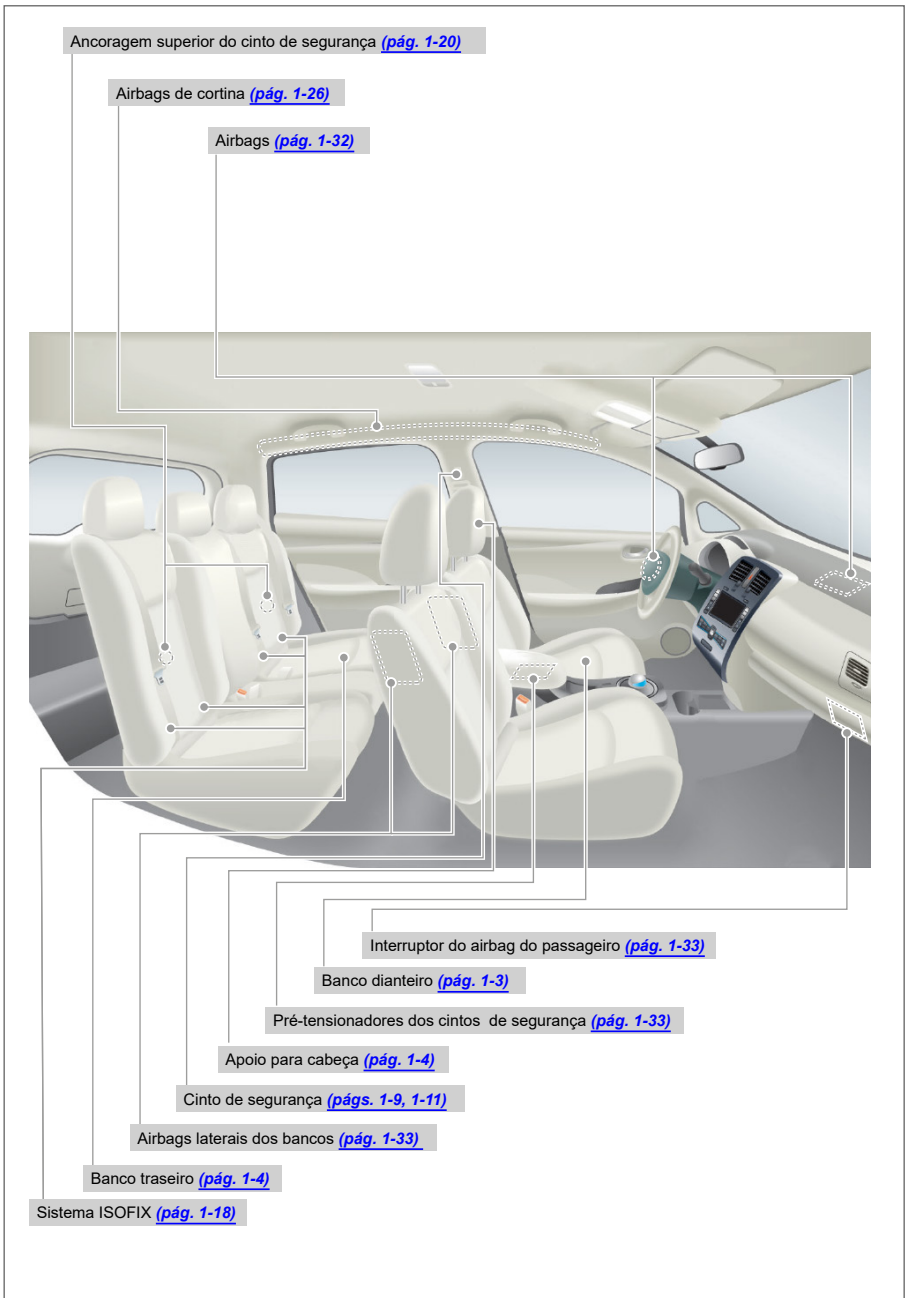 Ancoragem superior do cinto de segurança (pág. 1-20)
Airbags de cortina (pág. 1-26)
Airbags (pág. 1-32)
Interruptor do airbag do passageiro (pág. 1-33)
Banco dianteiro (pág. 1-3)
Pré-tensionadores dos cintos de segurança (pág. 1-33)
Apoio para cabeça (pág. 1-4)
Cinto de segurança (págs. 1-9, 1-11)
Airbags laterais dos bancos (pág. 1-33)
Banco traseiro (pág. 1-4)
Sistema ISOFIX (pág. 1-18)